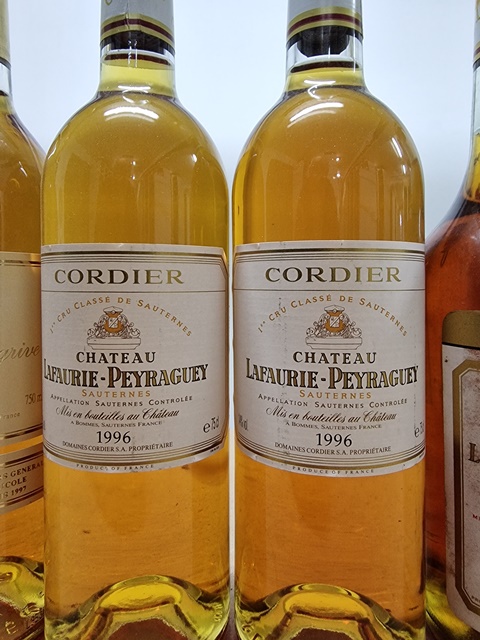 CORDIER
1er CRU CLASSÉ DE SAUTERNES
CHATEAU
LAFAURIE-PEYRAGUEY
SAUTERNES
APPELLATION SAUTERNES CONTROLÉE
Mis en bouteilles au Château
A BOMMES, SAUTERNES FRANCE
e 75cl
1996
DOMAINES CORDIER S.A. PROPRIÉTAIRE
PRODUCE OF FRANCE
CORDIER
1er CRU CLASSÉ DE SAUTERNES
CHATEAU
LAFAURIE-PEYRAGUEY
SAUTERNES
APPELLATION SAUTERNES CONTROLÉE
Mis en bouteilles au Château
A BOMMES, SAUTERNES FRANCE
1996
DOMAINES CORDIER S.A. PROPRIÉTAIRE
PRODUCE OF FRANCE
750
1997